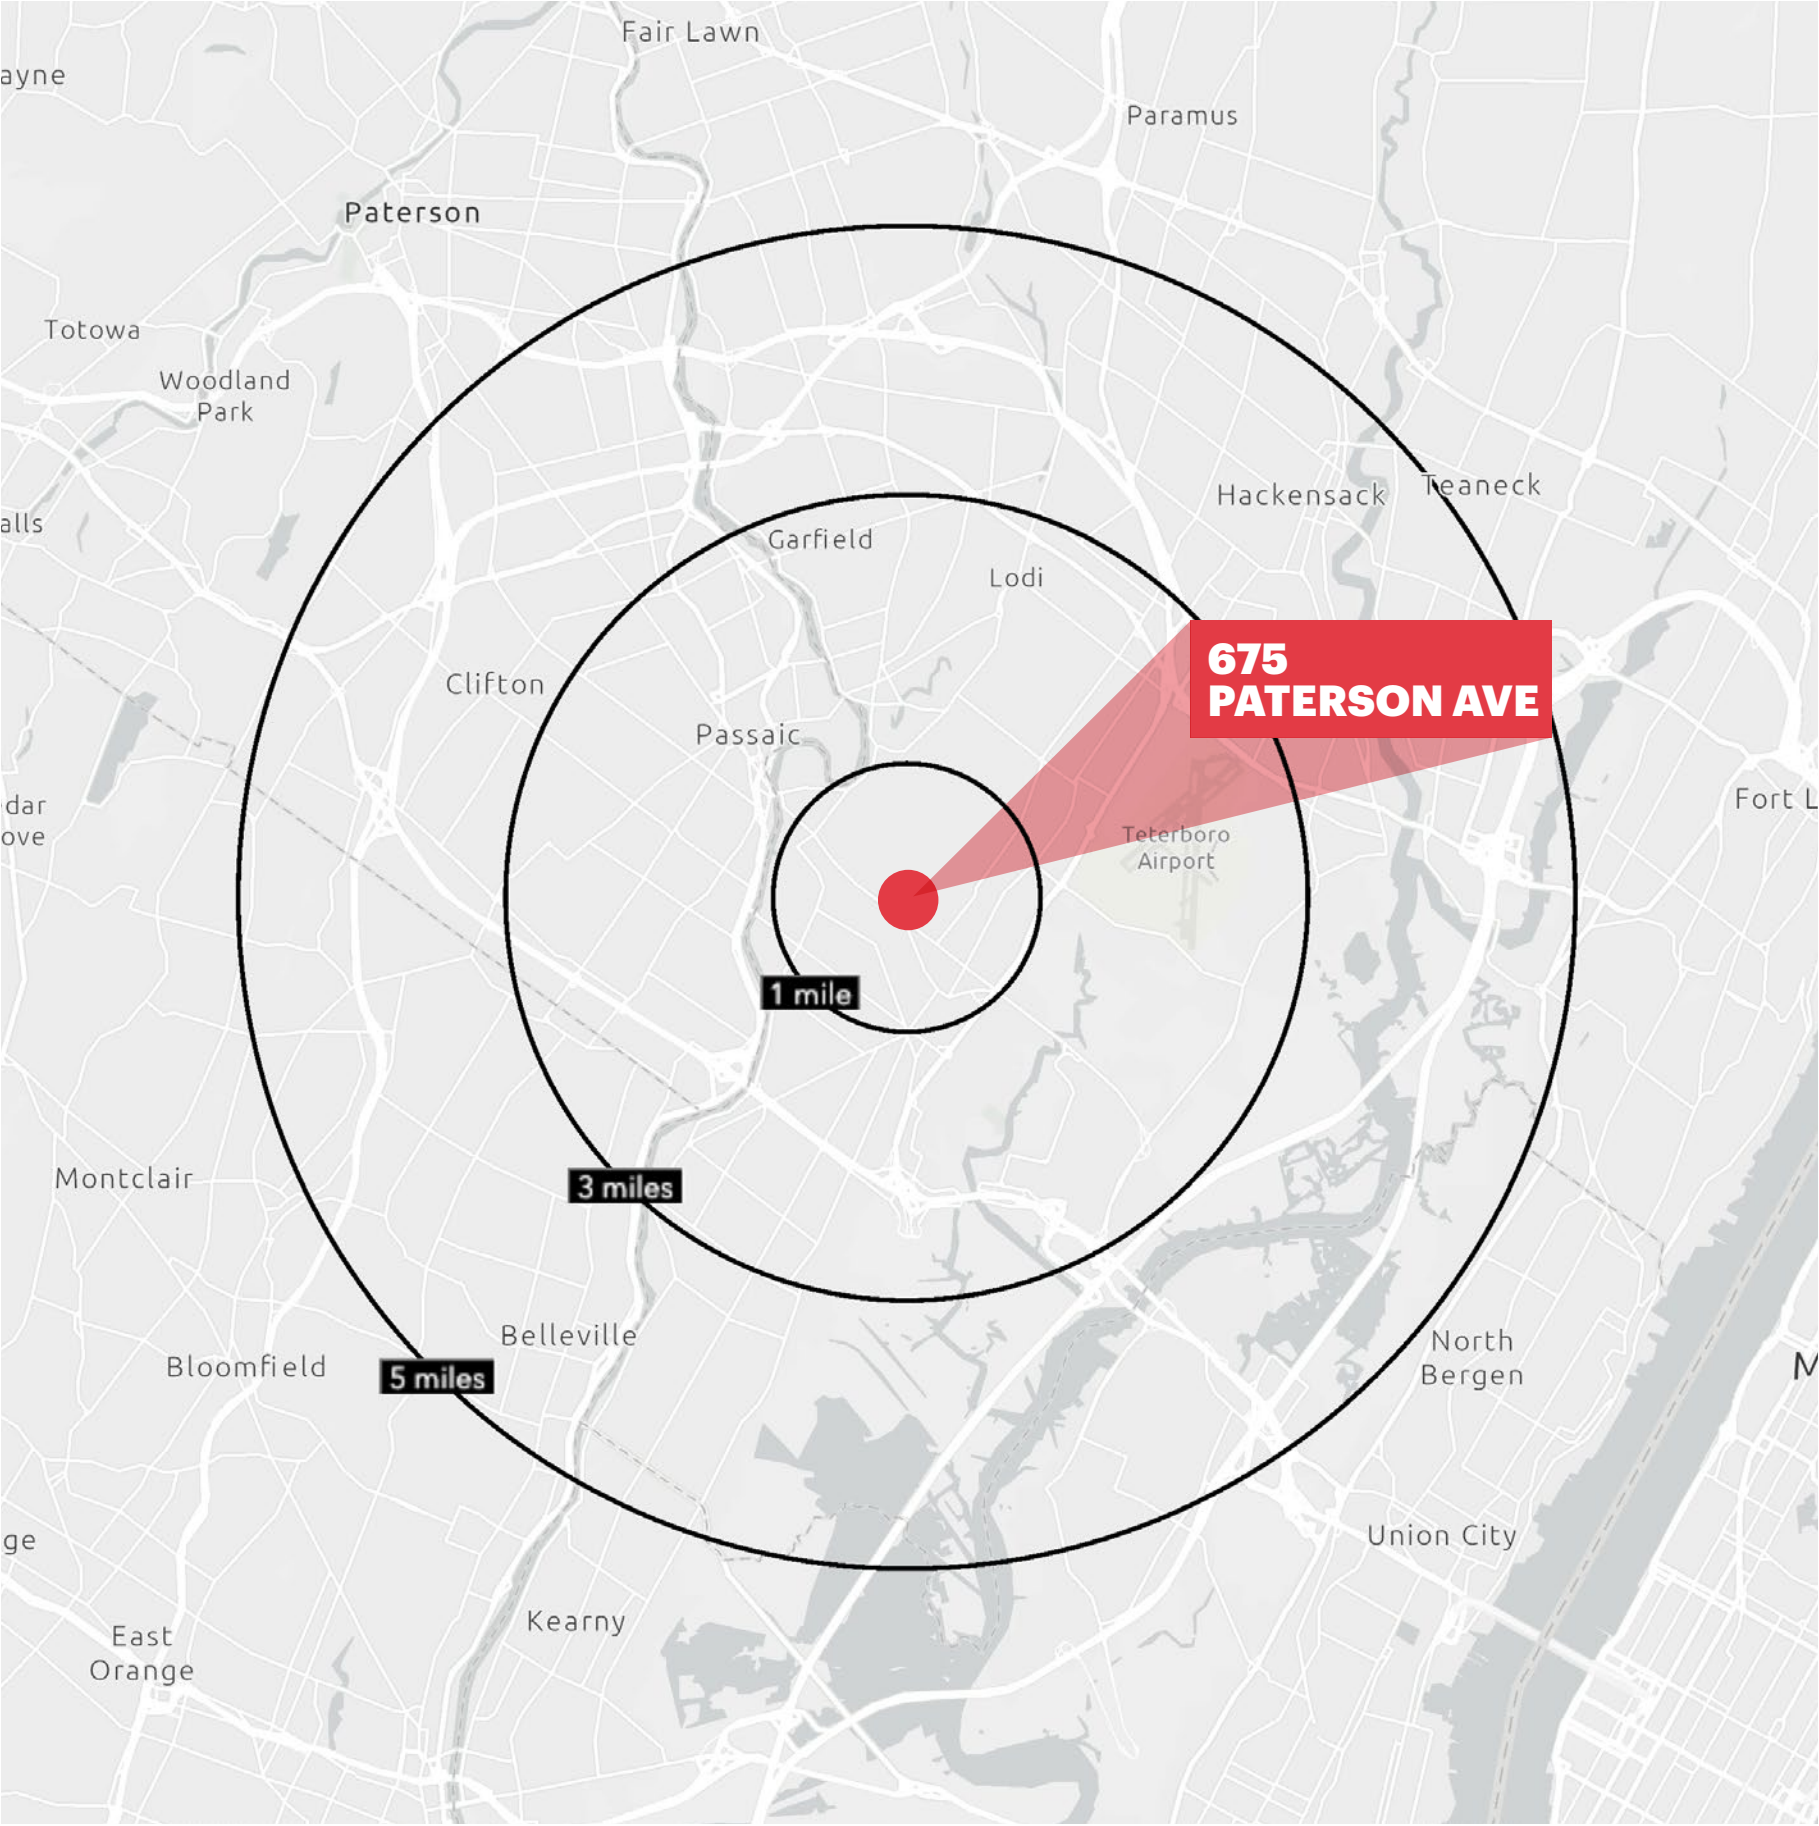 Fair Lawn
ayne
Paramus
Paterson
Totowa
Woodland
Park
Teaneck
Hackensack
alls
Garfield
Lodi
675
PATERSON AVE
Clifton
Passaic
Fort L
dar
ove
Teterboro
Airport
1 mile
Montclair
3 miles
Belleville
North
Bergen
Bloomfield
5 miles
M
Union City
ge
Kearny
East
Orange